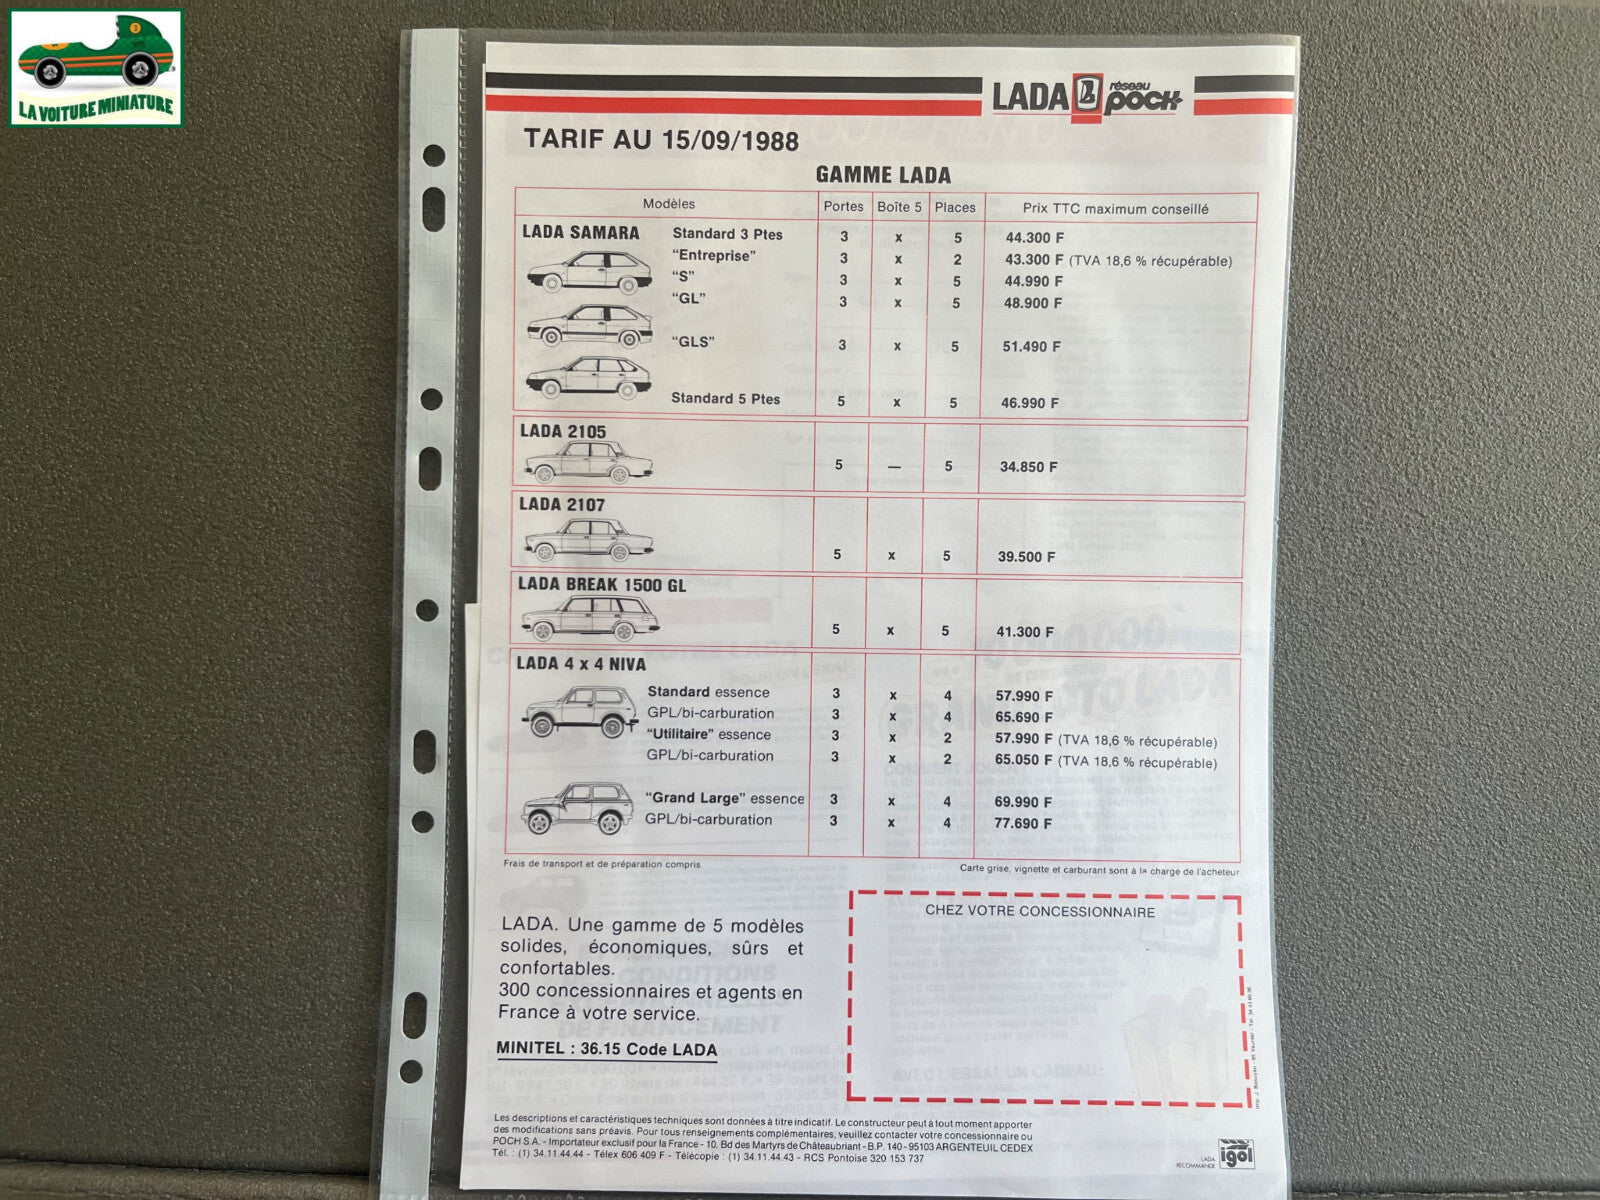 LA VOITURE MINIATURE
LADA réseau POCH
TARIF AU 15/09/1988
GAMME LADA
Modèles Portes Boîte 5 Places Prix TTC maximum conseillé
LADA SAMARA Standard 3 Ptes 3 x 5 44.300 F
"Entreprise" 3 x 2 43.300 F (TVA 18,6 % récupérable)
"S" 3 x 5 44.990 F
"GL" 3 x 5 48.900 F
"GLS" 3 x 5 51.490 F
Standard 5 Ptes 5 x 5 46.990 F
LADA 2105
5 — 5 34.850 F
LADA 2107
5 x 5 39.500 F
LADA BREAK 1500 GL
5 x 5 41.300 F
LADA 4 x 4 NIVA
Standard essence 3 x 4 57.990 F
GPL/bi-carburation 3 x 4 65.690 F
"Utilitaire" essence 3 x 2 57.990 F (TVA 18,6 % récupérable)
GPL/bi-carburation 3 x 2 65.050 F (TVA 18,6 % récupérable)
"Grand Large" essence 3 x 4 69.990 F
GPL/bi-carburation 3 x 4 77.690 F
Frais de transport et de préparation compris. Carte grise, vignette et carburant sont à la charge de l'acheteur.
LADA. Une gamme de 5 modèles
solides, économiques, sûrs et
confortables.
300 concessionnaires et agents en
France à votre service.
MINITEL : 36.15 Code LADA
CHEZ VOTRE CONCESSIONNAIRE
Les descriptions et caractéristiques techniques sont données à titre indicatif. Le constructeur peut à tout moment apporter
des modifications sans préavis. Pour tous renseignements complémentaires, veuillez contacter votre concessionnaire ou
POCH S.A. - Importateur exclusif pour la France - 10, Bd des Martyrs de Châteaubriant - B.P. 140 - 95103 ARGENTEUIL CEDEX
Tél. : (1) 34.11.44.44 - Télex 606 409 F - Télécopie : (1) 34.11.44.43 - RCS Pontoise 320 153 737
LADA
RECOMMANDE
igol